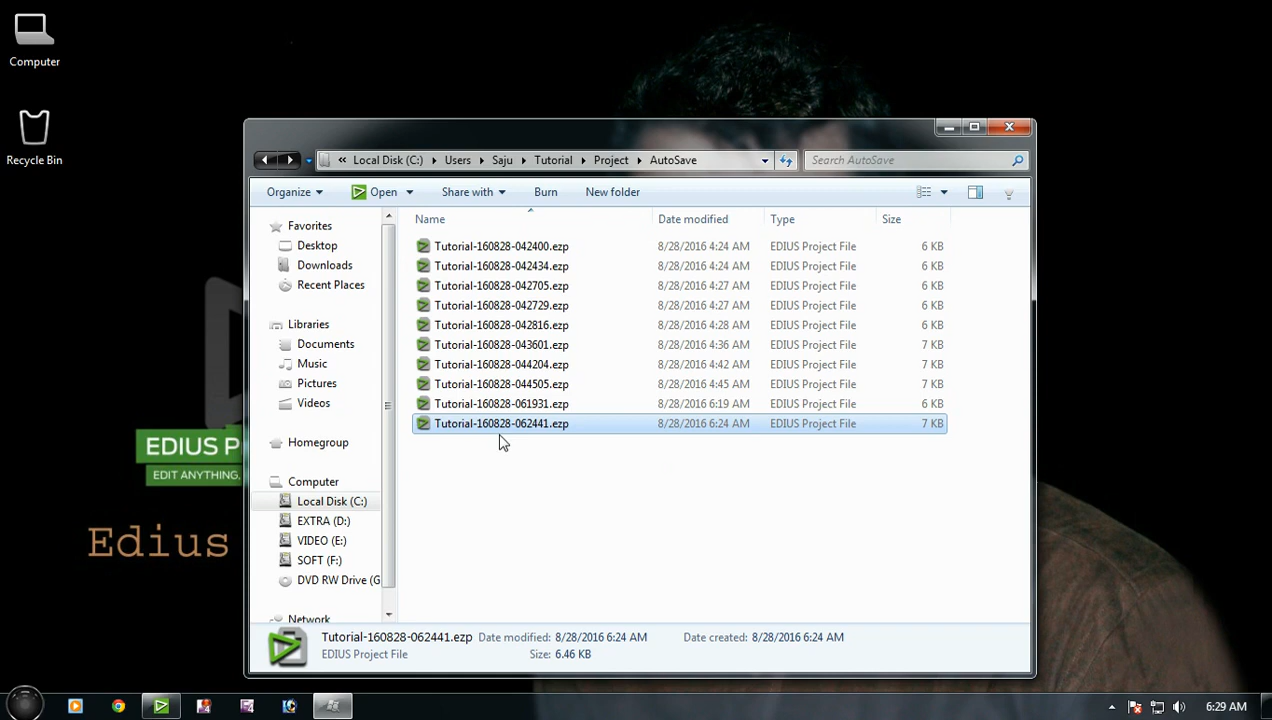 Computer
Recycle Bin
« Local Disk (C:) Users Saju Tutorial Project AutoSave
Search AutoSave
Organize Open Share with Burn New folder
Name Date modified Type Size
Favorites
Desktop
Downloads
Recent Places
Libraries
Documents
Music
Pictures
Videos
Homegroup
Computer
Local Disk (C:)
EXTRA (D:)
VIDEO (E:)
SOFT (F:)
DVD RW Drive (G
Network
Tutorial-160828-042400.ezp 8/28/2016 4:24 AM EDIUS Project File 6 KB
Tutorial-160828-042434.ezp 8/28/2016 4:24 AM EDIUS Project File 6 KB
Tutorial-160828-042705.ezp 8/28/2016 4:27 AM EDIUS Project File 6 KB
Tutorial-160828-042729.ezp 8/28/2016 4:27 AM EDIUS Project File 6 KB
Tutorial-160828-042816.ezp 8/28/2016 4:28 AM EDIUS Project File 6 KB
Tutorial-160828-043601.ezp 8/28/2016 4:36 AM EDIUS Project File 7 KB
Tutorial-160828-044204.ezp 8/28/2016 4:42 AM EDIUS Project File 7 KB
Tutorial-160828-044505.ezp 8/28/2016 4:45 AM EDIUS Project File 7 KB
Tutorial-160828-061931.ezp 8/28/2016 6:19 AM EDIUS Project File 6 KB
Tutorial-160828-062441.ezp 8/28/2016 6:24 AM EDIUS Project File 7 KB
EDIUS P
EDIT ANYTHING,
Edius
Tutorial-160828-062441.ezp Date modified: 8/28/2016 6:24 AM Date created: 8/28/2016 6:24 AM
EDIUS Project File Size: 6.46 KB
6:29 AM